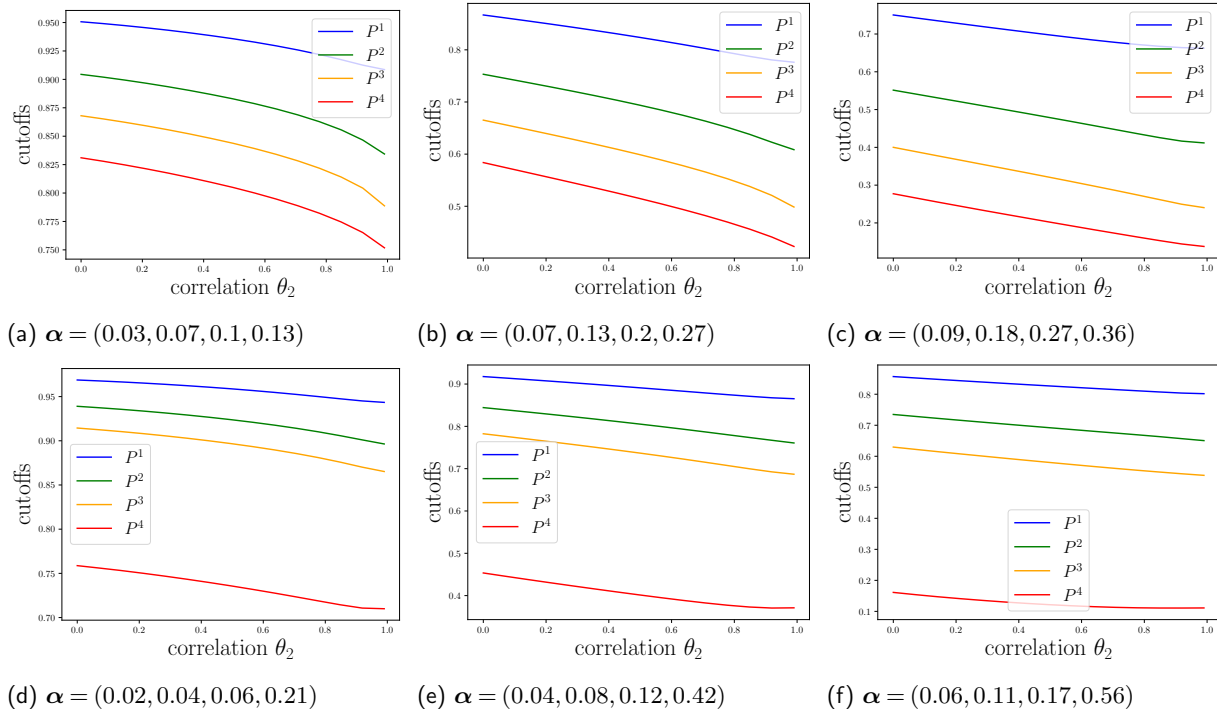 0.950
0.925
0.900
0.875
0.850
0.825
0.800
0.775
0.750
cutoffs
0.0 0.2 0.4 0.6 0.8 1.0
correlation θ₂
P¹
P²
P³
P⁴
(a) α = (0.03, 0.07, 0.1, 0.13)
0.8
0.7
0.6
0.5
cutoffs
0.0 0.2 0.4 0.6 0.8 1.0
correlation θ₂
P¹
P²
P³
P⁴
(b) α = (0.07, 0.13, 0.2, 0.27)
0.7
0.6
0.5
0.4
0.3
0.2
cutoffs
0.0 0.2 0.4 0.6 0.8 1.0
correlation θ₂
P¹
P²
P³
P⁴
(c) α = (0.09, 0.18, 0.27, 0.36)
0.95
0.90
0.85
0.80
0.75
0.70
cutoffs
0.0 0.2 0.4 0.6 0.8 1.0
correlation θ₂
P¹
P²
P³
P⁴
(d) α = (0.02, 0.04, 0.06, 0.21)
0.9
0.8
0.7
0.6
0.5
0.4
cutoffs
0.0 0.2 0.4 0.6 0.8 1.0
correlation θ₂
P¹
P²
P³
P⁴
(e) α = (0.04, 0.08, 0.12, 0.42)
0.8
0.7
0.6
0.5
0.4
0.3
0.2
0.1
cutoffs
0.0 0.2 0.4 0.6 0.8 1.0
correlation θ₂
P¹
P²
P³
P⁴
(f) α = (0.06, 0.11, 0.17, 0.56)